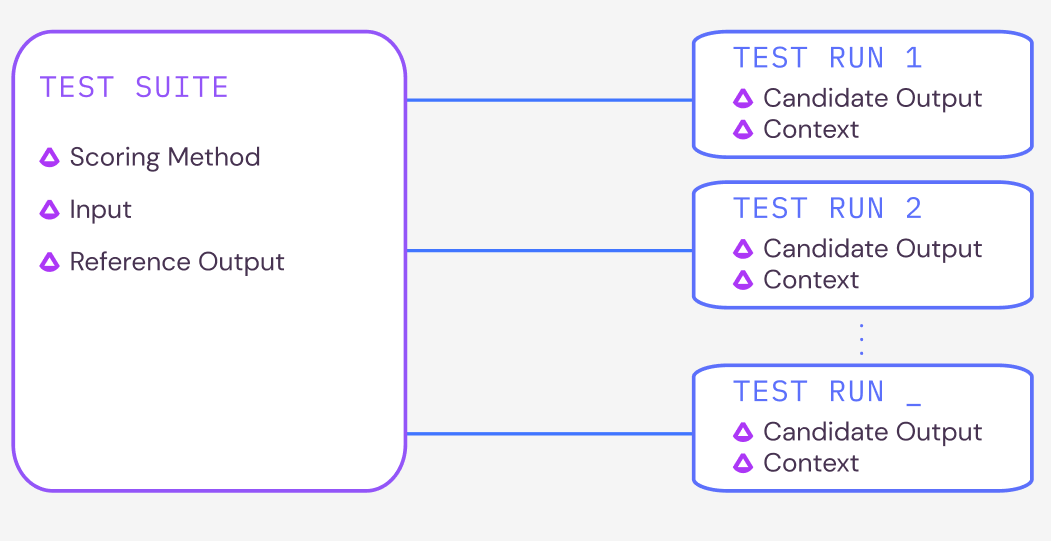 TEST SUITE
Scoring Method
Input
Reference Output
TEST RUN 1
Candidate Output
Context
TEST RUN 2
Candidate Output
Context
TEST RUN _
Candidate Output
Context